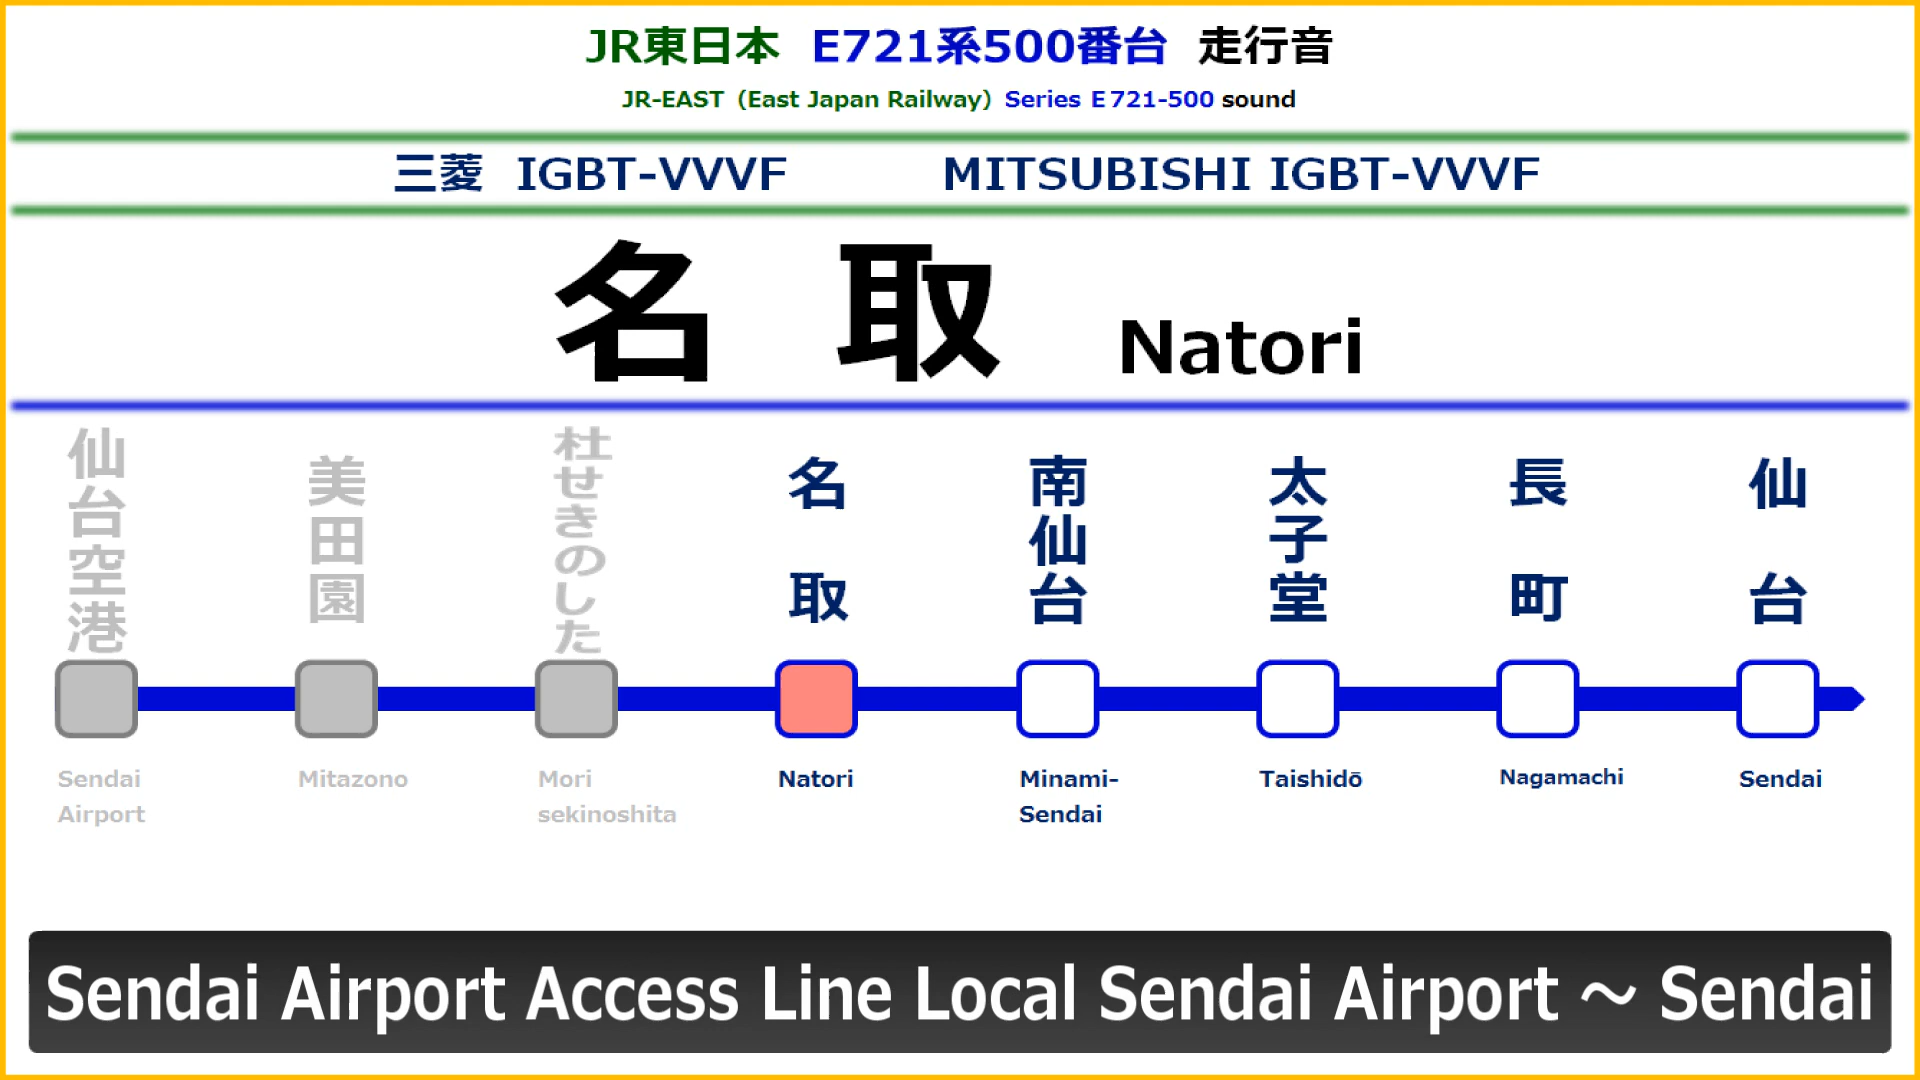 JR東日本 E721系500番台 走行音
JR-EAST（East Japan Railway）Series E721-500 sound
三菱 IGBT-VVVF MITSUBISHI IGBT-VVVF
名取 Natori
仙台空港
美田園
杜せきのした
名取
南仙台
太子堂
長町
仙台
Sendai
Airport
Mitazono
Mori
sekinoshita
Natori
Minami-
Sendai
Taishidō
Nagamachi
Sendai
Sendai Airport Access Line Local Sendai Airport ～ Sendai